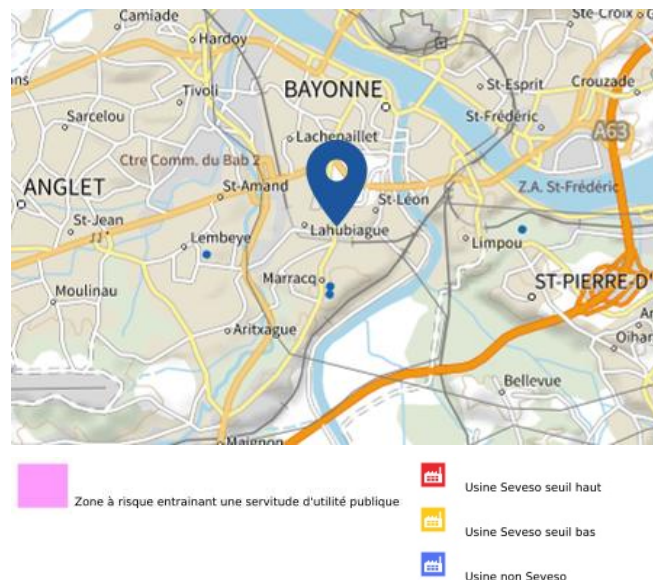 Camiade
Ste-Croix
Hardoy
ons
Tivoli
St-Esprit
Crouzade
BAYONNE
Sarcelou
St-Frédéric
Lachepaillet
A63
Ctre Comm. du Bab 2
ANGLET
St-Amand
Z.A. St-Frédéric
St-Léon
St-Jean
Lahubiague
Lembeye
Limpou
Marracq
ST-PIERRE-D'
Moulinau
Aritxague
Oihar
Bellevue
Maignon
Zone à risque entrainant une servitude d'utilité publique
Usine Seveso seuil haut
Usine Seveso seuil bas
Usine non Seveso